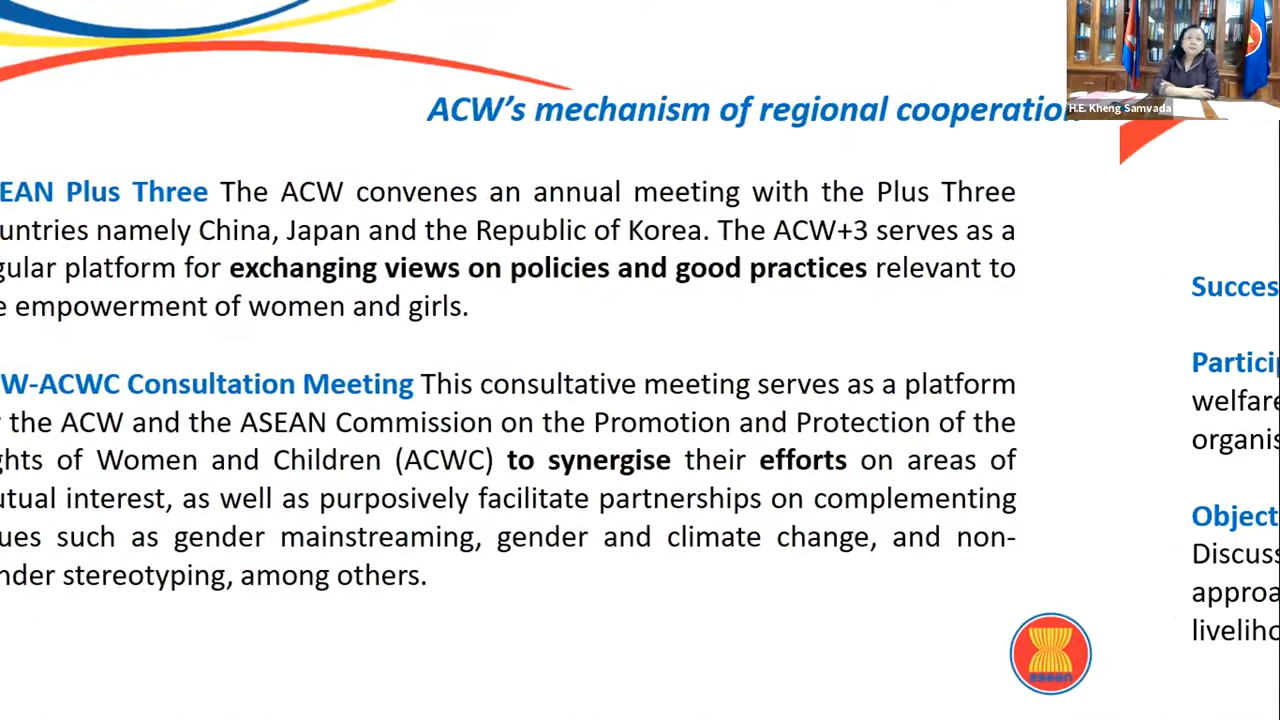 ACW's mechanism of regional cooperation
H.E. Kheng Samvada
EAN Plus Three The ACW convenes an annual meeting with the Plus Three
untries namely China, Japan and the Republic of Korea. The ACW+3 serves as a
gular platform for exchanging views on policies and good practices relevant to
e empowerment of women and girls.
W-ACWC Consultation Meeting This consultative meeting serves as a platform
r the ACW and the ASEAN Commission on the Promotion and Protection of the
ghts of Women and Children (ACWC) to synergise their efforts on areas of
utual interest, as well as purposively facilitate partnerships on complementing
ues such as gender mainstreaming, gender and climate change, and non-
nder stereotyping, among others.
asean
Succes
Particip
welfare
organis
Object
Discuss
approa
liveliho